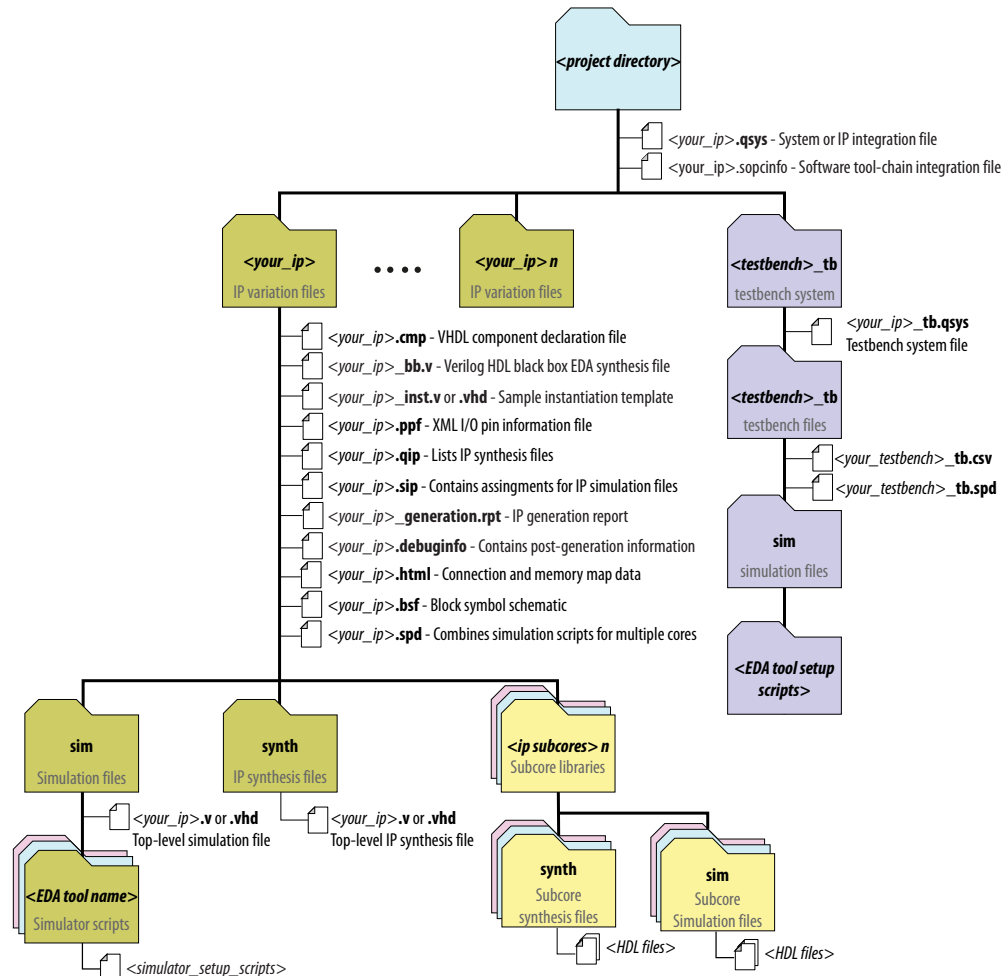 <project directory>
<your_ip>.qsys - System or IP integration file
<your_ip>.sopcinfo - Software tool-chain integration file
<your_ip>
IP variation files
<your_ip> n
IP variation files
<testbench>_tb
testbench system
<your_ip>_tb.qsys
Testbench system file
<testbench>_tb
testbench files
<your_testbench>_tb.csv
<your_testbench>_tb.spd
sim
simulation files
<EDA tool setup
scripts>
<your_ip>.cmp - VHDL component declaration file
<your_ip>_bb.v - Verilog HDL black box EDA synthesis file
<your_ip>_inst.v or .vhd - Sample instantiation template
<your_ip>.ppf - XML I/O pin information file
<your_ip>.qip - Lists IP synthesis files
<your_ip>.sip - Contains assingments for IP simulation files
<your_ip>_generation.rpt - IP generation report
<your_ip>.debuginfo - Contains post-generation information
<your_ip>.html - Connection and memory map data
<your_ip>.bsf - Block symbol schematic
<your_ip>.spd - Combines simulation scripts for multiple cores
sim
Simulation files
<your_ip>.v or .vhd
Top-level simulation file
<EDA tool name>
Simulator scripts
<simulator_setup_scripts>
synth
IP synthesis files
<your_ip>.v or .vhd
Top-level IP synthesis file
<ip subcores> n
Subcore libraries
synth
Subcore
synthesis files
<HDL files>
sim
Subcore
Simulation files
<HDL files>